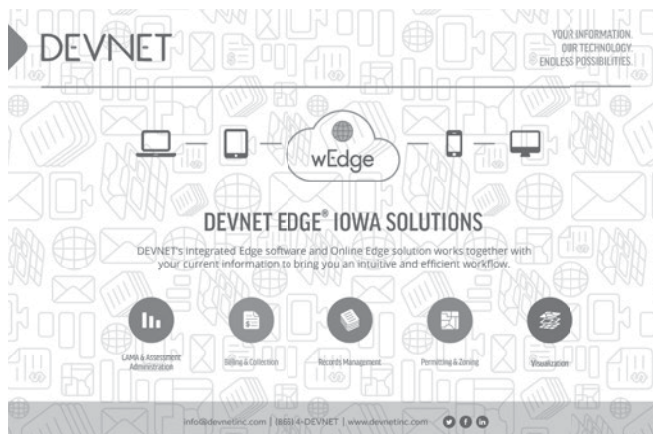 DEVNET
YOUR INFORMATION.
OUR TECHNOLOGY.
ENDLESS POSSIBILITIES.
wEdge
DEVNET EDGE® IOWA SOLUTIONS
DEVNET's integrated Edge software and Online Edge solution works together with
your current information to bring you an intuitive and efficient workflow.
LAMA & Assessment
Administration
Billing & Collection
Records Management
Permitting & Zoning
Visualization
info@devnetinc.com | (866) 4-DEVNET | www.devnetinc.com